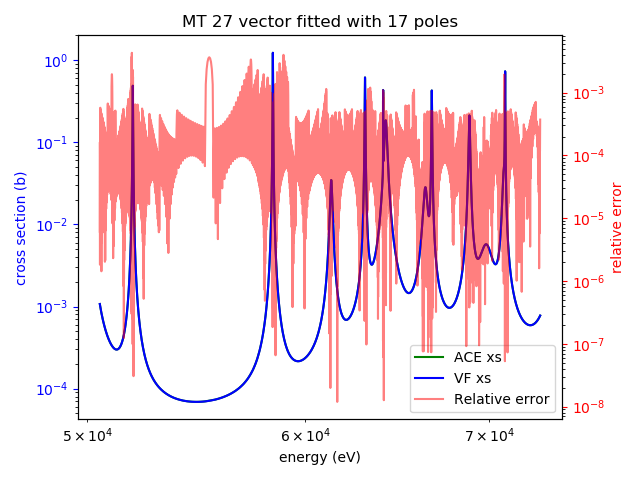 MT 27 vector fitted with 17 poles
10⁰
10⁻¹
10⁻²
10⁻³
10⁻⁴
cross section (b)
10⁻³
10⁻⁴
10⁻⁵
10⁻⁶
10⁻⁷
10⁻⁸
relative error
ACE xs
VF xs
Relative error
5 × 10⁴
6 × 10⁴
7 × 10⁴
energy (eV)